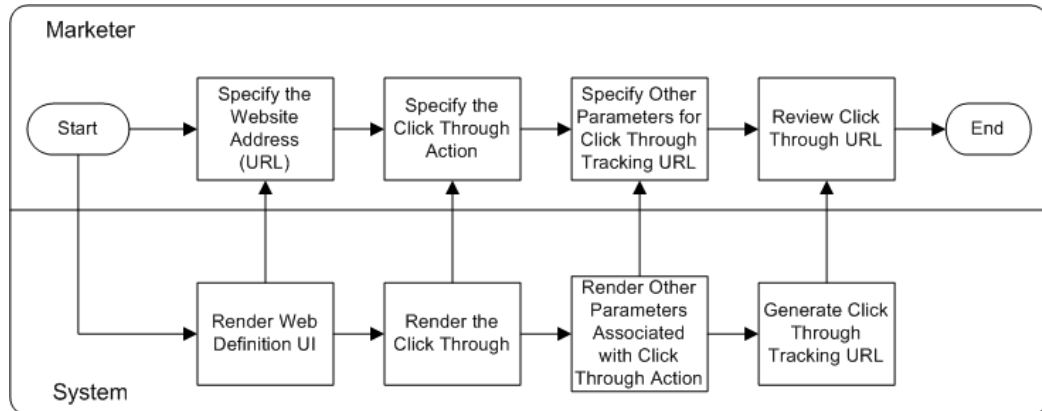 Marketer
Start
Specify the
Website
Address
(URL)
Specify the
Click Through
Action
Specify Other
Parameters for
Click Through
Tracking URL
Review Click
Through URL
End
Render Web
Definition UI
Render the
Click Through
Render Other
Parameters
Associated
with Click
Through Action
Generate Click
Through
Tracking URL
System